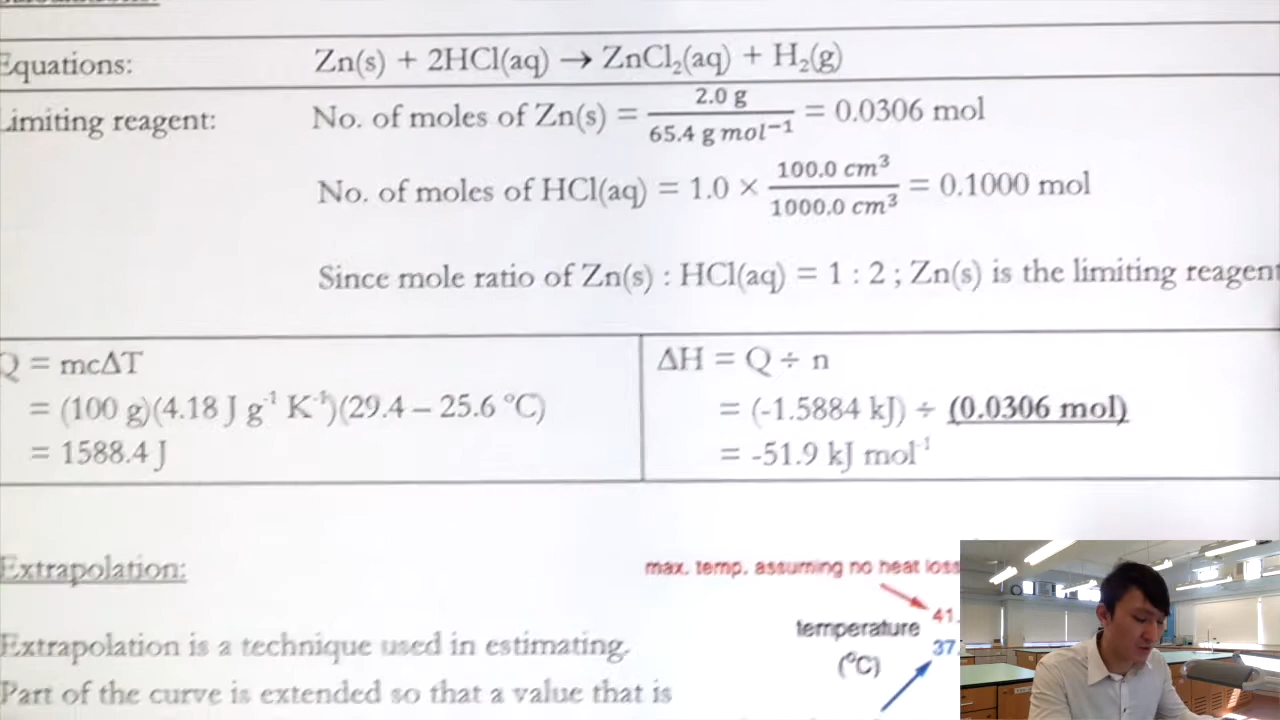 Equations: Zn(s) + 2HCl(aq) → ZnCl₂(aq) + H₂(g)
Limiting reagent: No. of moles of Zn(s) = 2.0 g / 65.4 g mol⁻¹ = 0.0306 mol
No. of moles of HCl(aq) = 1.0 × 100.0 cm³ / 1000.0 cm³ = 0.1000 mol
Since mole ratio of Zn(s) : HCl(aq) = 1 : 2 ; Zn(s) is the limiting reagent
Q = mcΔT
= (100 g)(4.18 J g⁻¹ K⁻¹)(29.4 – 25.6 °C)
= 1588.4 J
ΔH = Q ÷ n
= (-1.5884 kJ) ÷ (0.0306 mol)
= -51.9 kJ mol⁻¹
Extrapolation:
Extrapolation is a technique used in estimating.
Part of the curve is extended so that a value that is
max. temp. assuming no heat loss
41.
temperature
37.
(°C)